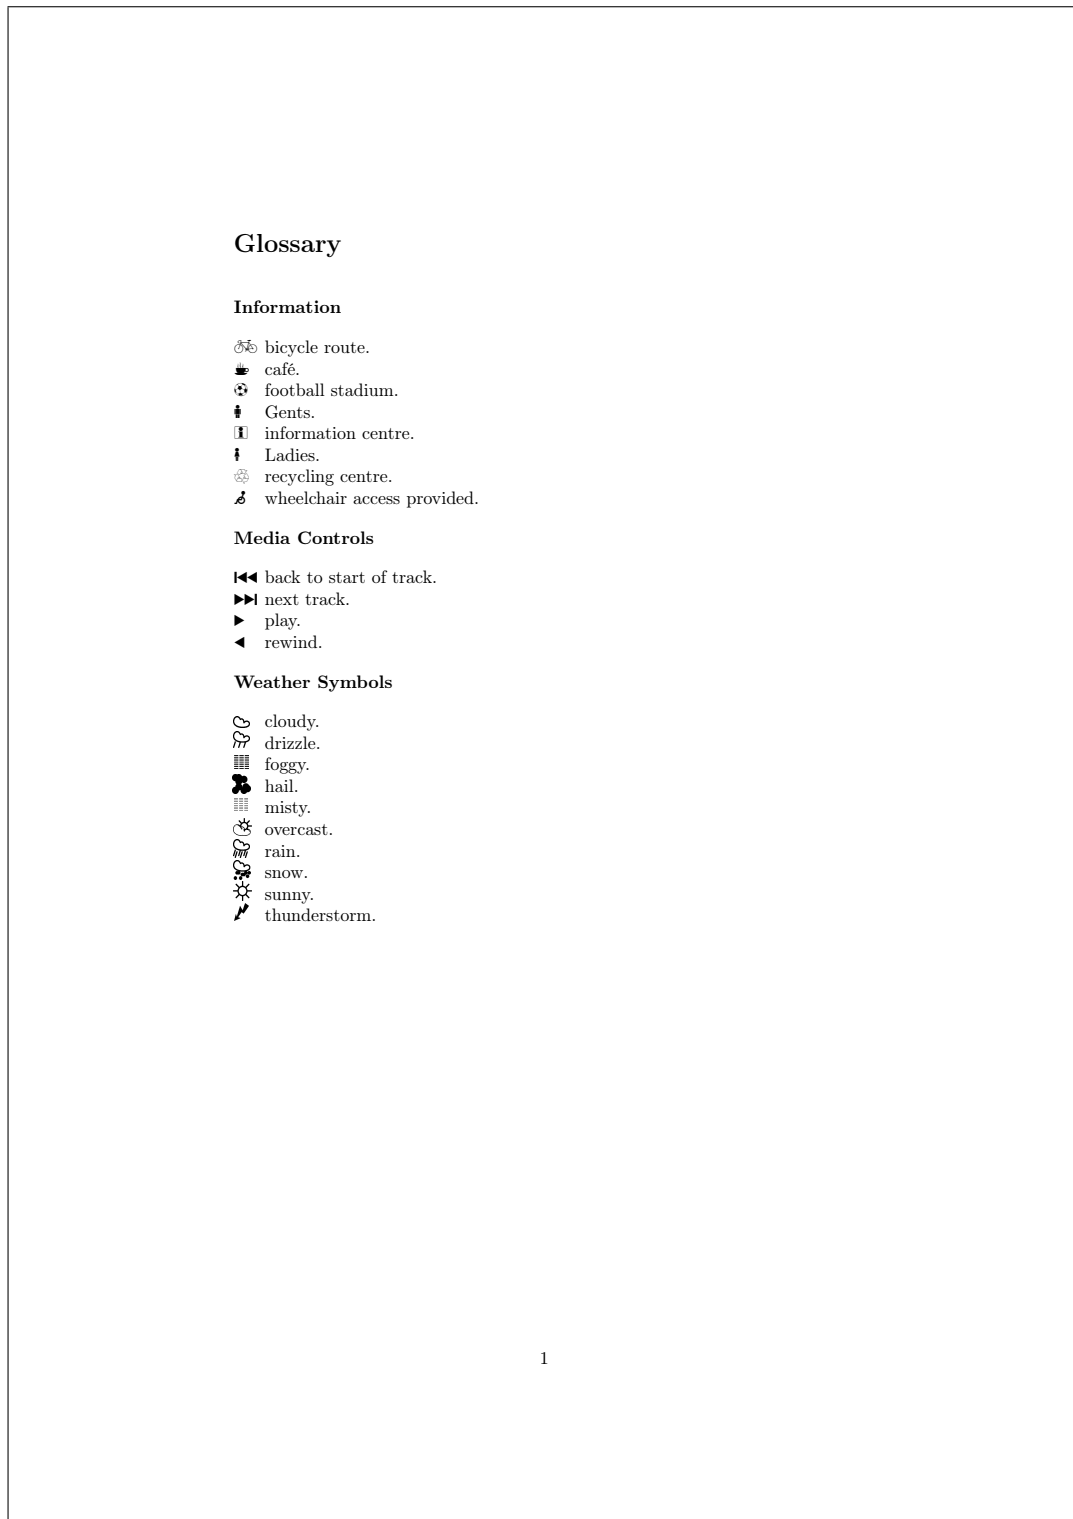 Glossary
Information
bicycle route.
café.
football stadium.
Gents.
information centre.
Ladies.
recycling centre.
wheelchair access provided.
Media Controls
back to start of track.
next track.
play.
rewind.
Weather Symbols
cloudy.
drizzle.
foggy.
hail.
misty.
overcast.
rain.
snow.
sunny.
thunderstorm.
1